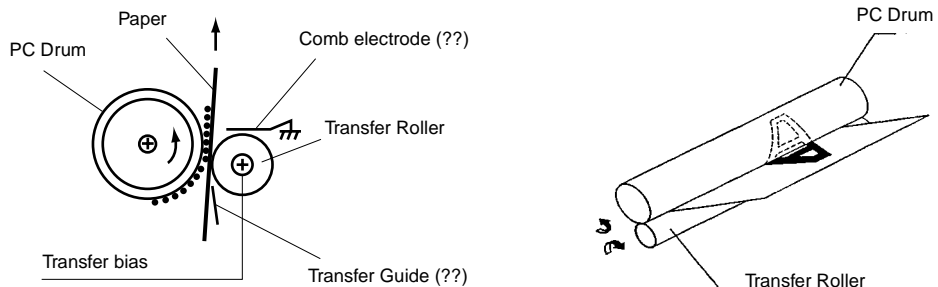 Paper
PC Drum
Comb electrode (??)
Transfer Roller
Transfer bias
Transfer Guide (??)
PC Drum
Transfer Roller